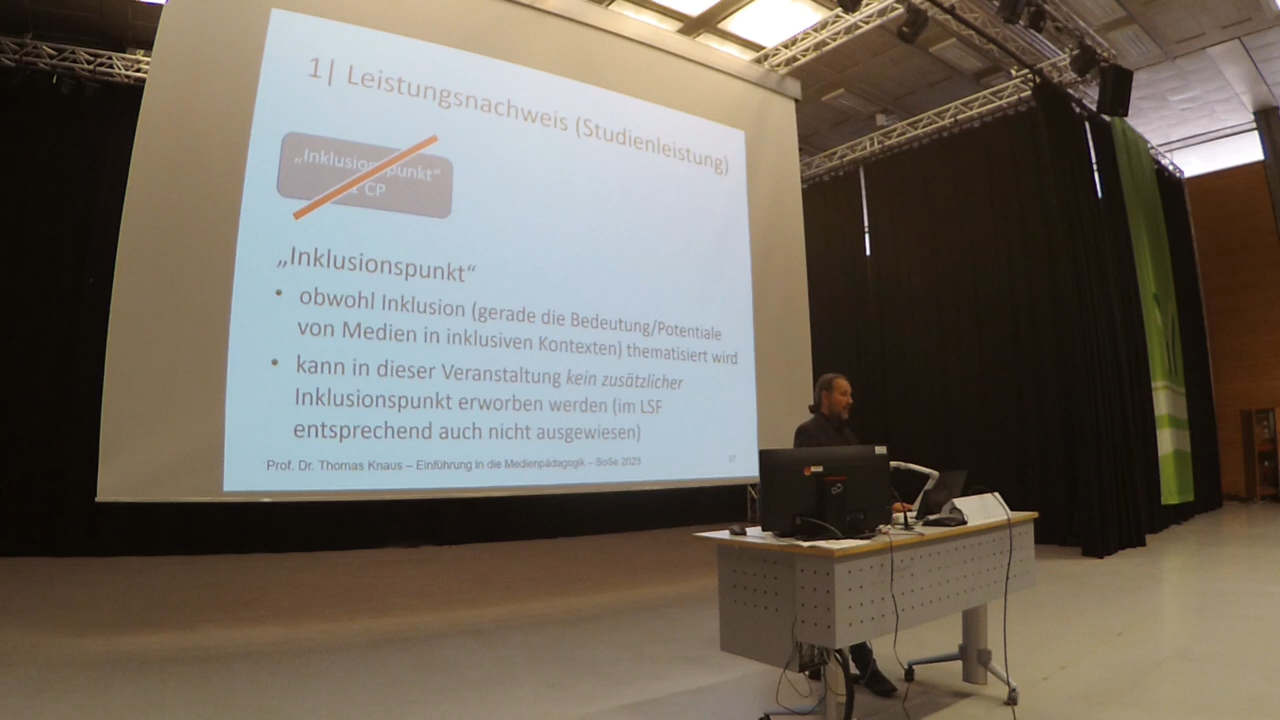 1| Leistungsnachweis (Studienleistung)
„Inklusionspunkt“
1 CP
„Inklusionspunkt“
• obwohl Inklusion (gerade die Bedeutung/Potentiale
von Medien in inklusiven Kontexten) thematisiert wird
• kann in dieser Veranstaltung kein zusätzlicher
Inklusionspunkt erworben werden (im LSF
entsprechend auch nicht ausgewiesen)
Prof. Dr. Thomas Knaus – Einführung in die Medienpädagogik – SoSe 2023